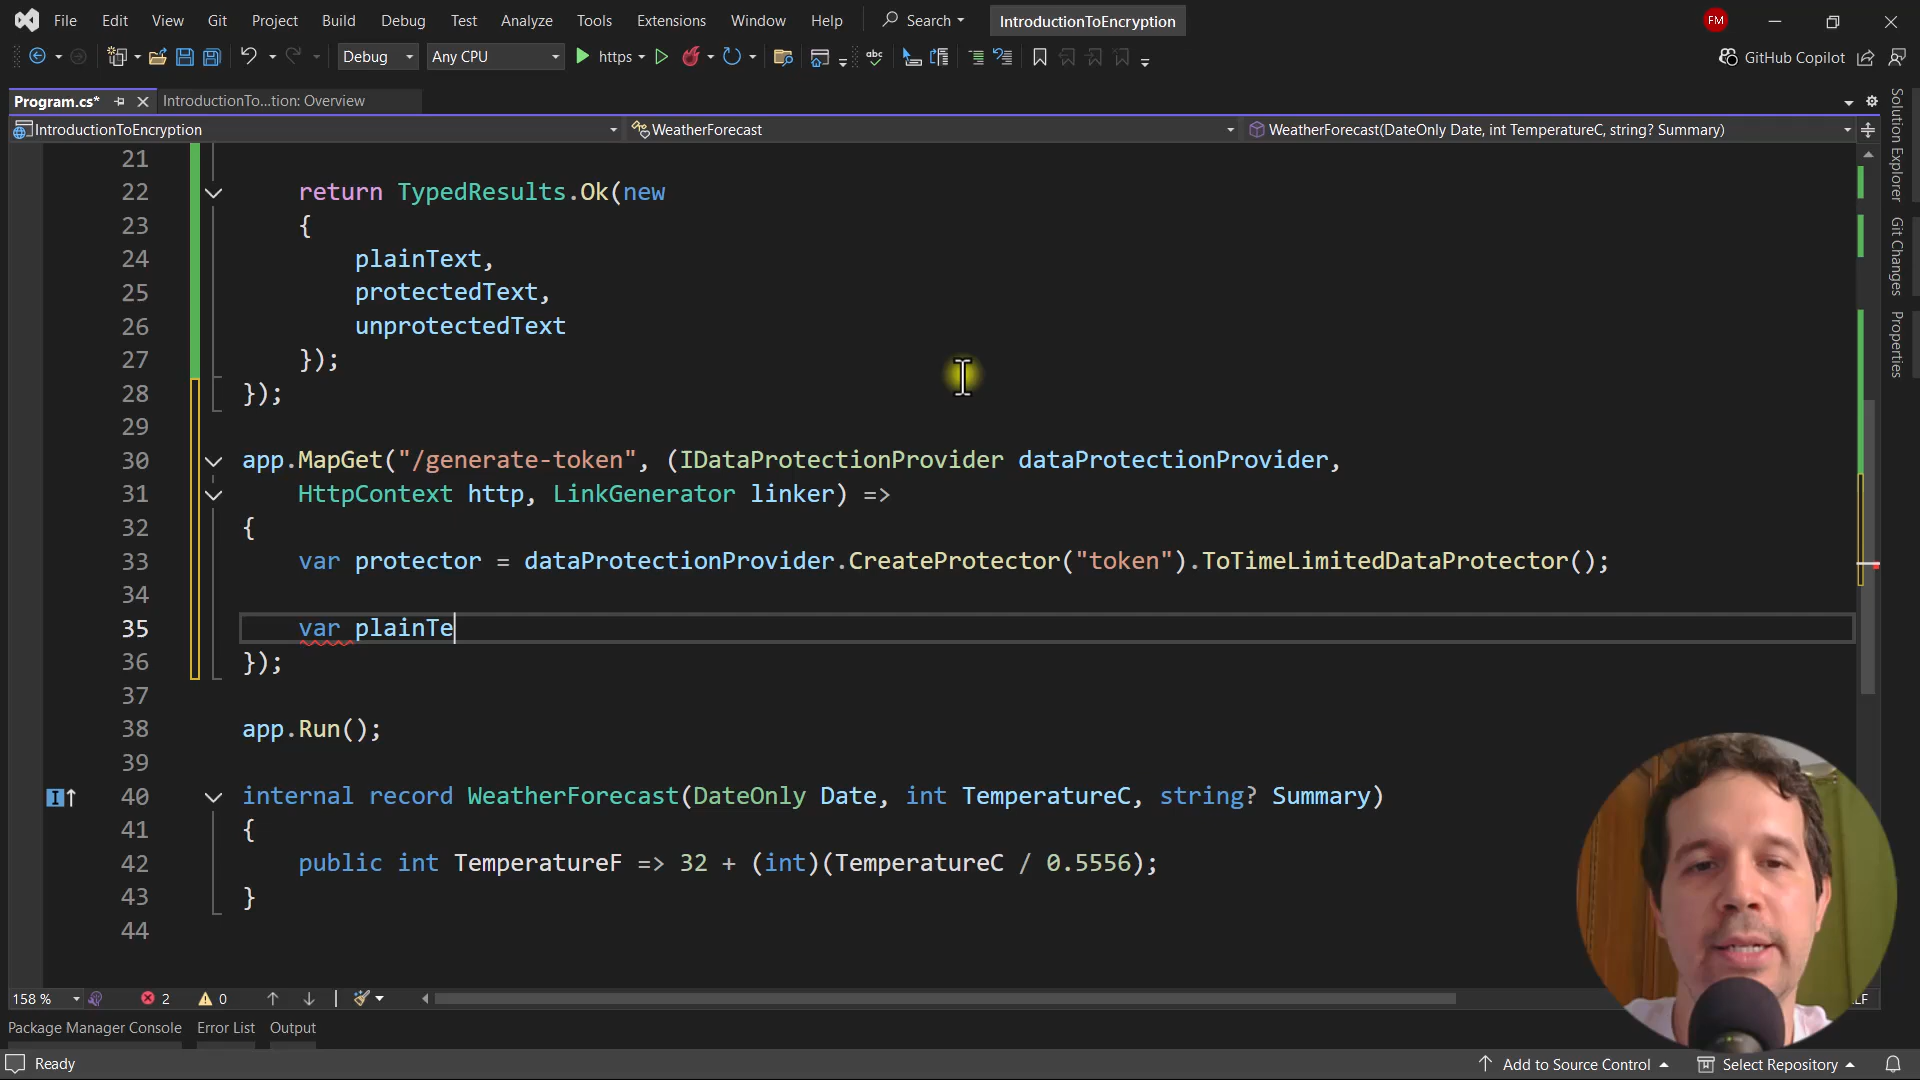 File Edit View Git Project Build Debug Test Analyze Tools Extensions Window Help Search IntroductionToEncryption FM
Debug Any CPU https GitHub Copilot
Program.cs* IntroductionTo...tion: Overview
IntroductionToEncryption WeatherForecast WeatherForecast(DateOnly Date, int TemperatureC, string? Summary)
21
22 return TypedResults.Ok(new
23 {
24 plainText,
25 protectedText,
26 unprotectedText
27 });
28 });
29
30 app.MapGet("/generate-token", (IDataProtectionProvider dataProtectionProvider,
31 HttpContext http, LinkGenerator linker) =>
32 {
33 var protector = dataProtectionProvider.CreateProtector("token").ToTimeLimitedDataProtector();
34
35 var plainTe
36 });
37
38 app.Run();
39
40 internal record WeatherForecast(DateOnly Date, int TemperatureC, string? Summary)
41 {
42 public int TemperatureF => 32 + (int)(TemperatureC / 0.5556);
43 }
44
Solution Explorer
Git Changes
Properties
158 % 2 0 LF
Package Manager Console Error List Output
Ready Add to Source Control Select Repository